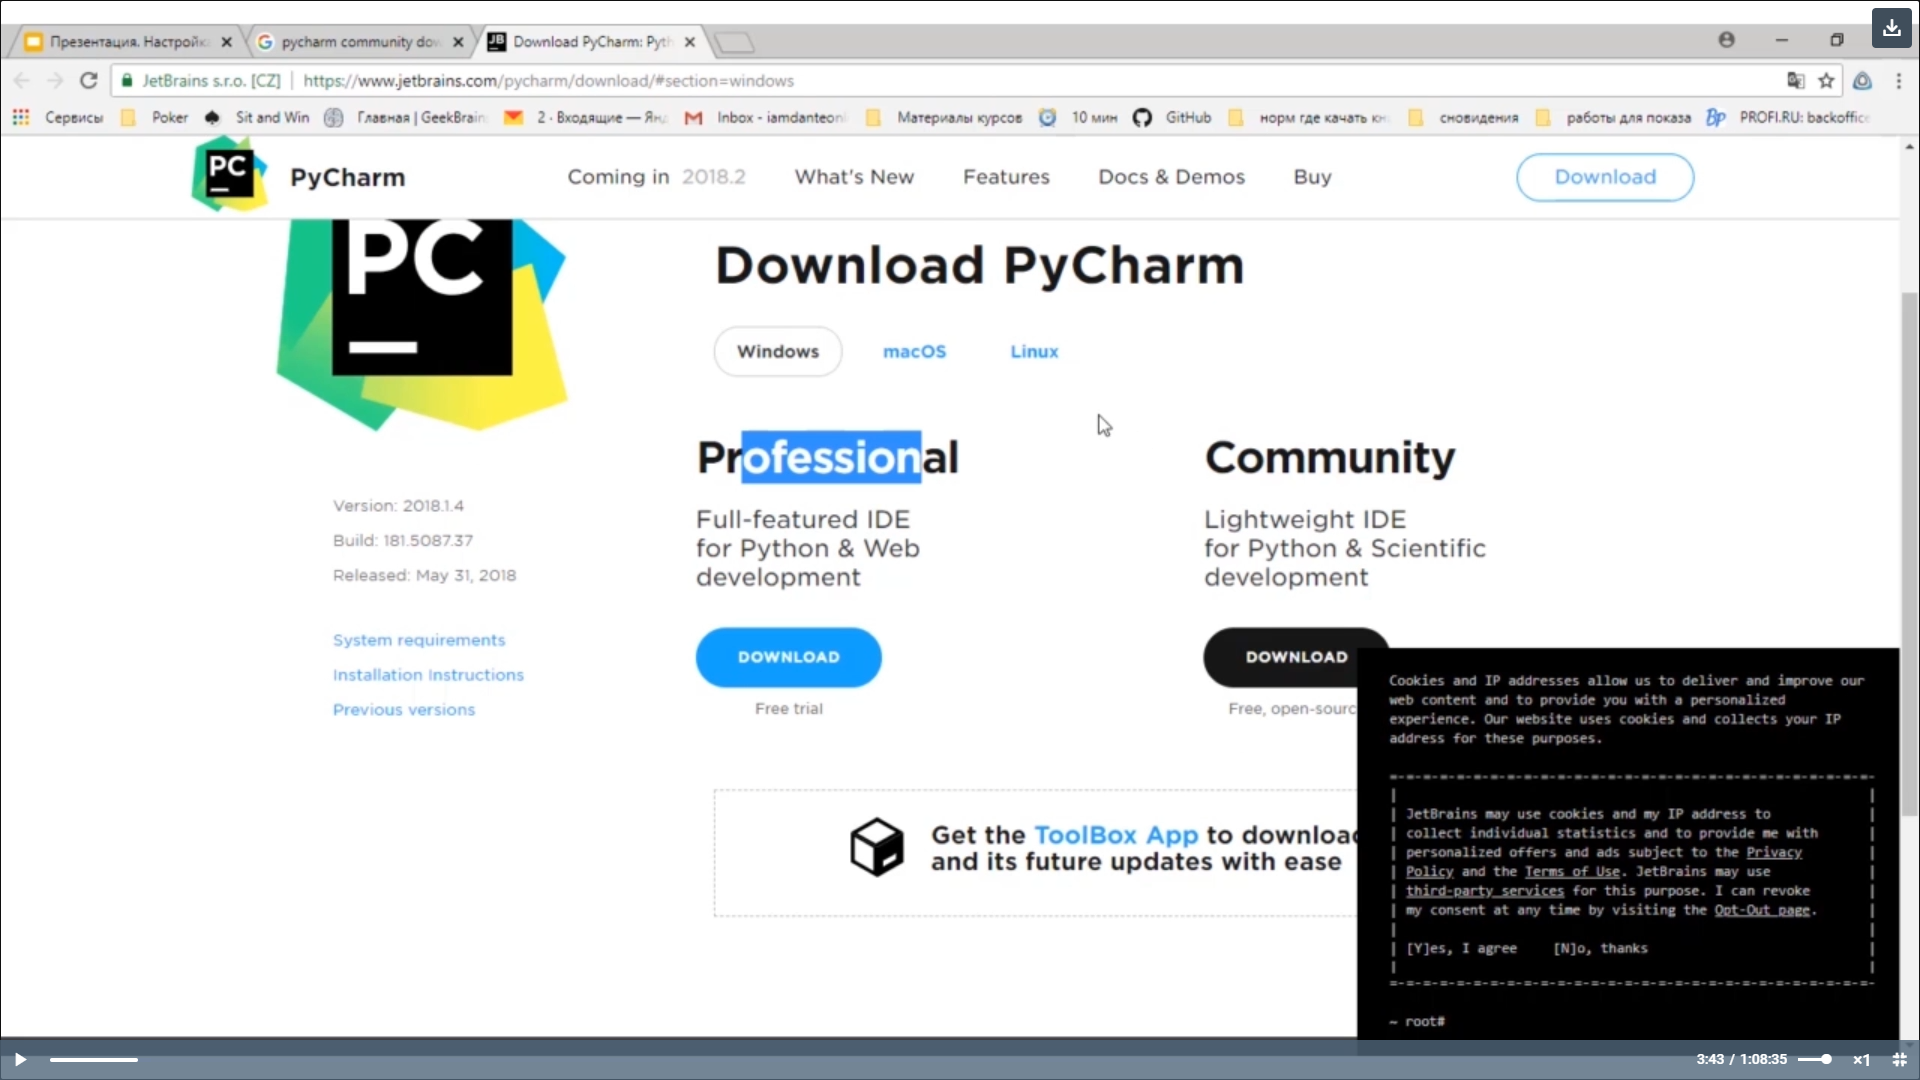 Презентация. Настройк
pycharm community dow
Download PyCharm: Pyth
JetBrains s.r.o. [CZ]
https://www.jetbrains.com/pycharm/download/#section=windows
Сервисы
Poker
Sit and Win
Главная | GeekBrain
2 · Входящие — Ян
Inbox - iamdanteon
Материалы курсов
10 мин
GitHub
норм где качать кн
сновидения
работы для показа
PROFI.RU: backoffic
PC
PyCharm
Coming in 2018.2
What's New
Features
Docs & Demos
Buy
Download
PC
Download PyCharm
Windows
macOS
Linux
Professional
Full-featured IDE
for Python & Web
development
DOWNLOAD
Free trial
Community
Lightweight IDE
for Python & Scientific
development
DOWNLOAD
Free, open-sourc
Version: 2018.1.4
Build: 181.5087.37
Released: May 31, 2018
System requirements
Installation Instructions
Previous versions
Get the ToolBox App to download
and its future updates with ease
Cookies and IP addresses allow us to deliver and improve our
web content and to provide you with a personalized
experience. Our website uses cookies and collects your IP
address for these purposes.
JetBrains may use cookies and my IP address to
collect individual statistics and to provide me with
personalized offers and ads subject to the Privacy
Policy and the Terms of Use. JetBrains may use
third-party services for this purpose. I can revoke
my consent at any time by visiting the Opt-Out page.
[Y]es, I agree [N]o, thanks
~ root#
3:43 / 1:08:35
×1